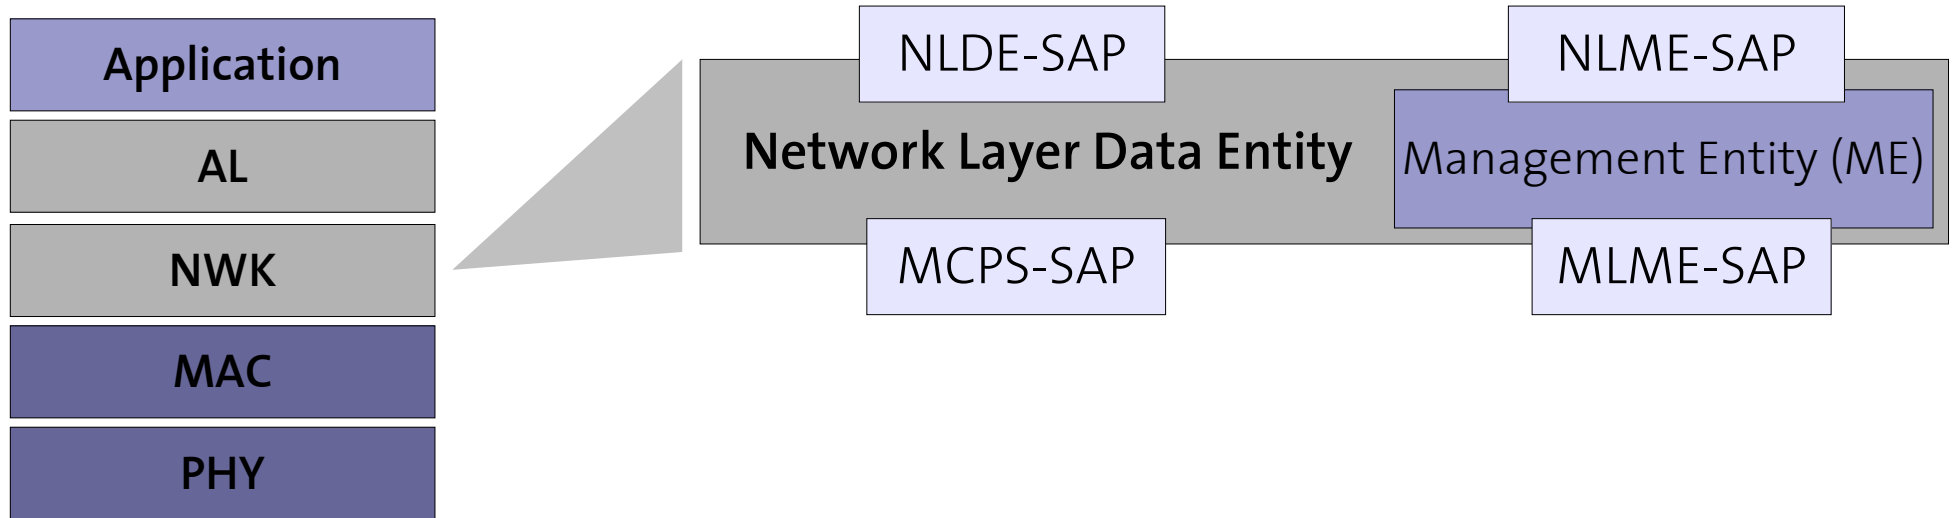 Application
AL
NWK
MAC
PHY
NLDE-SAP
NLME-SAP
Network Layer Data Entity
Management Entity (ME)
MCPS-SAP
MLME-SAP